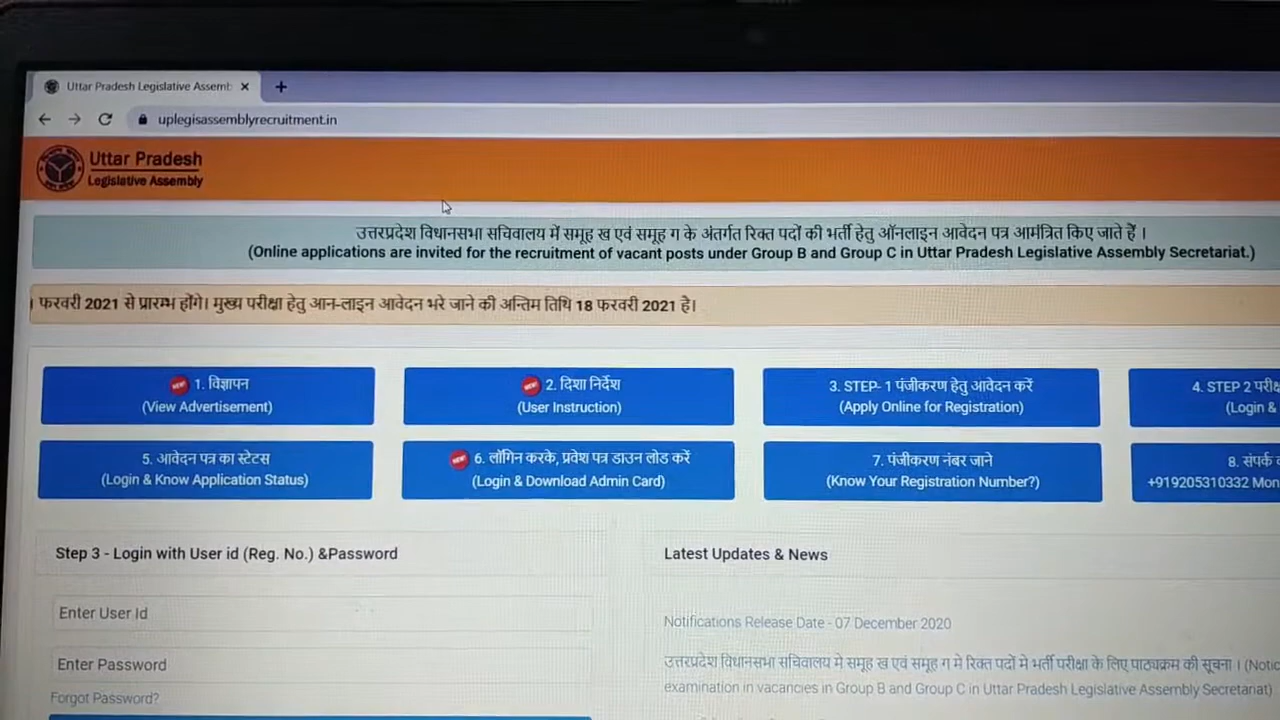 Uttar Pradesh Legislative Assemb
uplegisassemblyrecruitment.in
Uttar Pradesh
Legislative Assembly
उत्तरप्रदेश विधानसभा सचिवालय में समूह ख एवं समूह ग के अंतर्गत रिक्त पदों की भर्ती हेतु ऑनलाइन आवेदन पत्र आमंत्रित किए जाते हैं ।
(Online applications are invited for the recruitment of vacant posts under Group B and Group C in Uttar Pradesh Legislative Assembly Secretariat.)
फरवरी 2021 से प्रारम्भ होंगे। मुख्य परीक्षा हेतु आन-लाइन आवेदन भरे जाने की अन्तिम तिथि 18 फरवरी 2021 है।
NEW! 1. विज्ञापन
(View Advertisement)
NEW! 2. दिशा निर्देश
(User Instruction)
3. STEP- 1 पंजीकरण हेतु आवेदन करें
(Apply Online for Registration)
4. STEP 2
(Login &
5. आवेदन पत्र का स्टेटस
(Login & Know Application Status)
NEW! 6. लॉगिन करके, प्रवेश पत्र डाउन लोड करें
(Login & Download Admin Card)
7. पंजीकरण नंबर जाने
(Know Your Registration Number?)
8. संपर्क
+919205310332 Mon
Step 3 - Login with User id (Reg. No.) &Password
Enter User Id
Enter Password
Forgot Password?
Latest Updates & News
Notifications Release Date - 07 December 2020
उत्तरप्रदेश विधानसभा सचिवालय मे समूह ख एवं समूह ग मे रिक्त पदों मे भर्ती परीक्षा के लिए पाठ्यक्रम की सूचना । (Notic
examination in vacancies in Group B and Group C in Uttar Pradesh Legislative Assembly Secretariat)